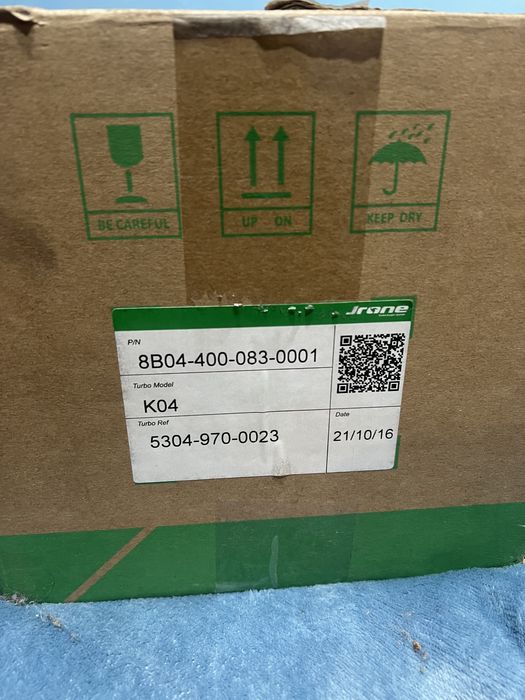 BE CAREFUL
UP ON
KEEP DRY
Jrone
P/N
8B04-400-083-0001
Turbo Model
K04
Turbo Ref
5304-970-0023
Date
21/10/16